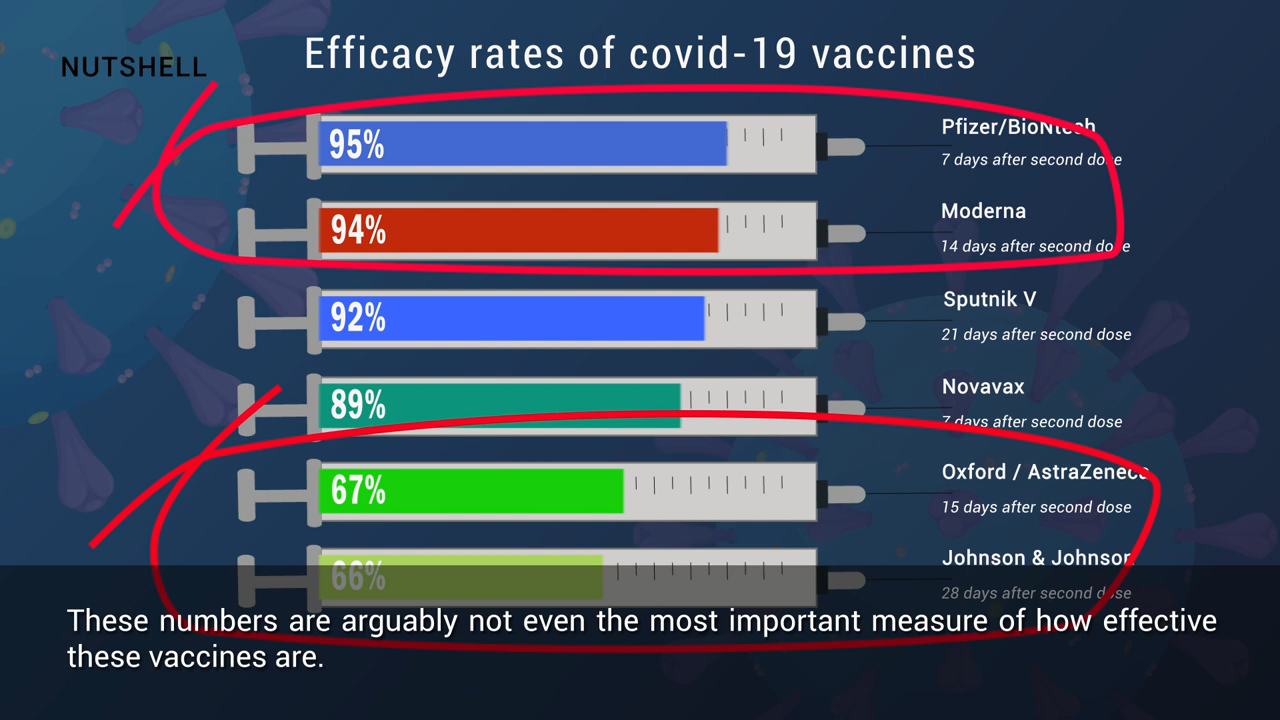 NUTSHELL
Efficacy rates of covid-19 vaccines
95%
Pfizer/BioNtech
7 days after second dose
94%
Moderna
14 days after second dose
92%
Sputnik V
21 days after second dose
89%
Novavax
7 days after second dose
67%
Oxford / AstraZeneca
15 days after second dose
66%
Johnson & Johnson
28 days after second dose
These numbers are arguably not even the most important measure of how effective
these vaccines are.